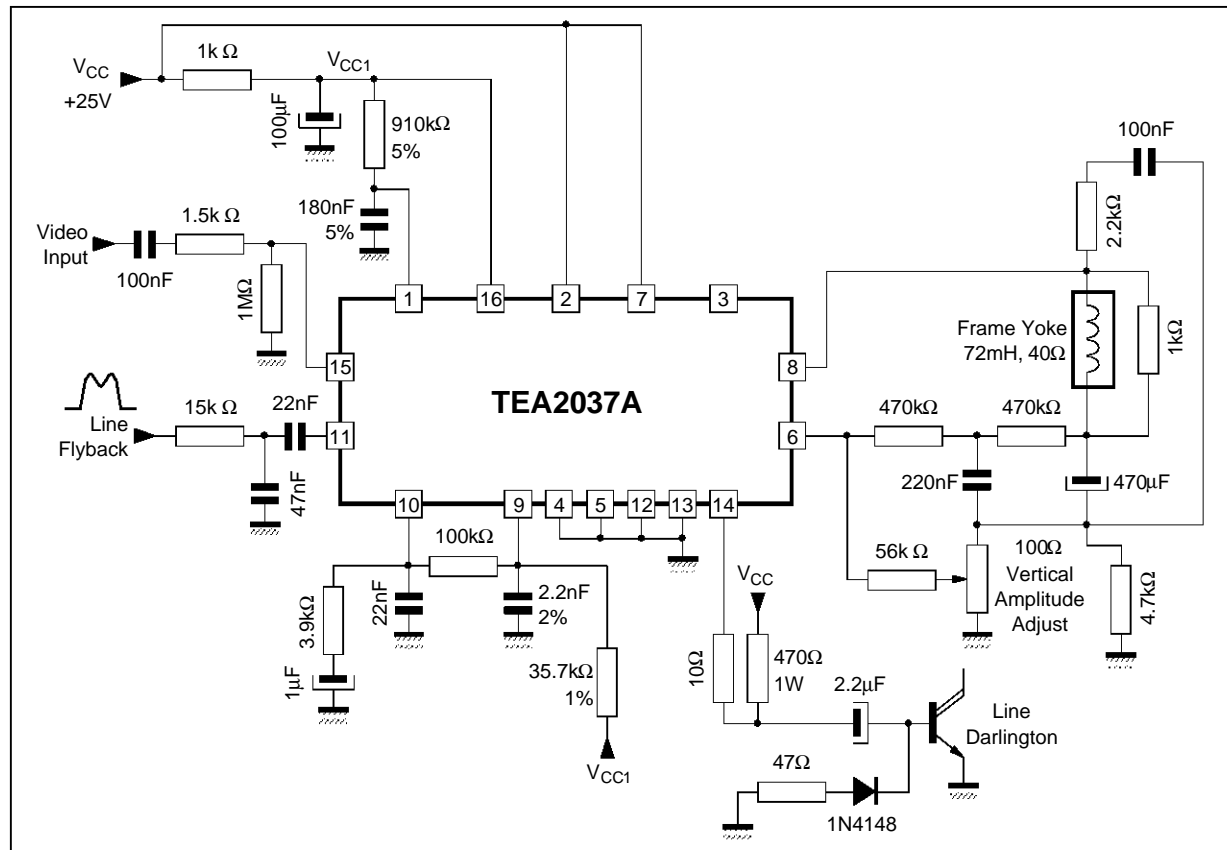 V_CC
+25V
1k Ω
V_CC1
100µF
910kΩ
5%
180nF
5%
Video
Input
100nF
1.5k Ω
1MΩ
Line
Flyback
15k Ω
22nF
47nF
1
16
2
7
3
15
11
8
6
10
9
4
5
12
13
14
TEA2037A
100nF
2.2kΩ
Frame Yoke
72mH, 40Ω
1kΩ
470kΩ
470kΩ
220nF
470µF
56k Ω
100Ω
Vertical
Amplitude
Adjust
4.7kΩ
100kΩ
3.9kΩ
22nF
2.2nF
2%
1µF
35.7kΩ
1%
V_CC1
V_CC
10Ω
470Ω
1W
2.2µF
Line
Darlington
47Ω
1N4148